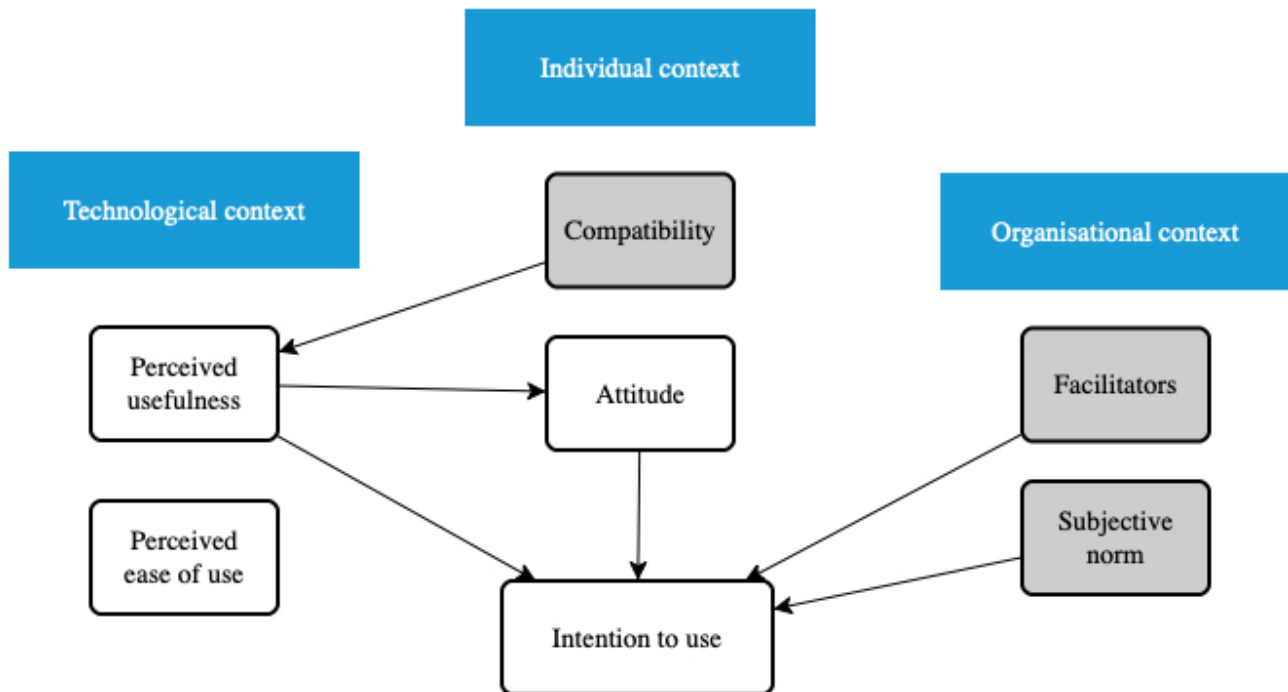 Individual context
Technological context
Organisational context
Compatibility
Perceived
usefulness
Attitude
Facilitators
Perceived
ease of use
Subjective
norm
Intention to use